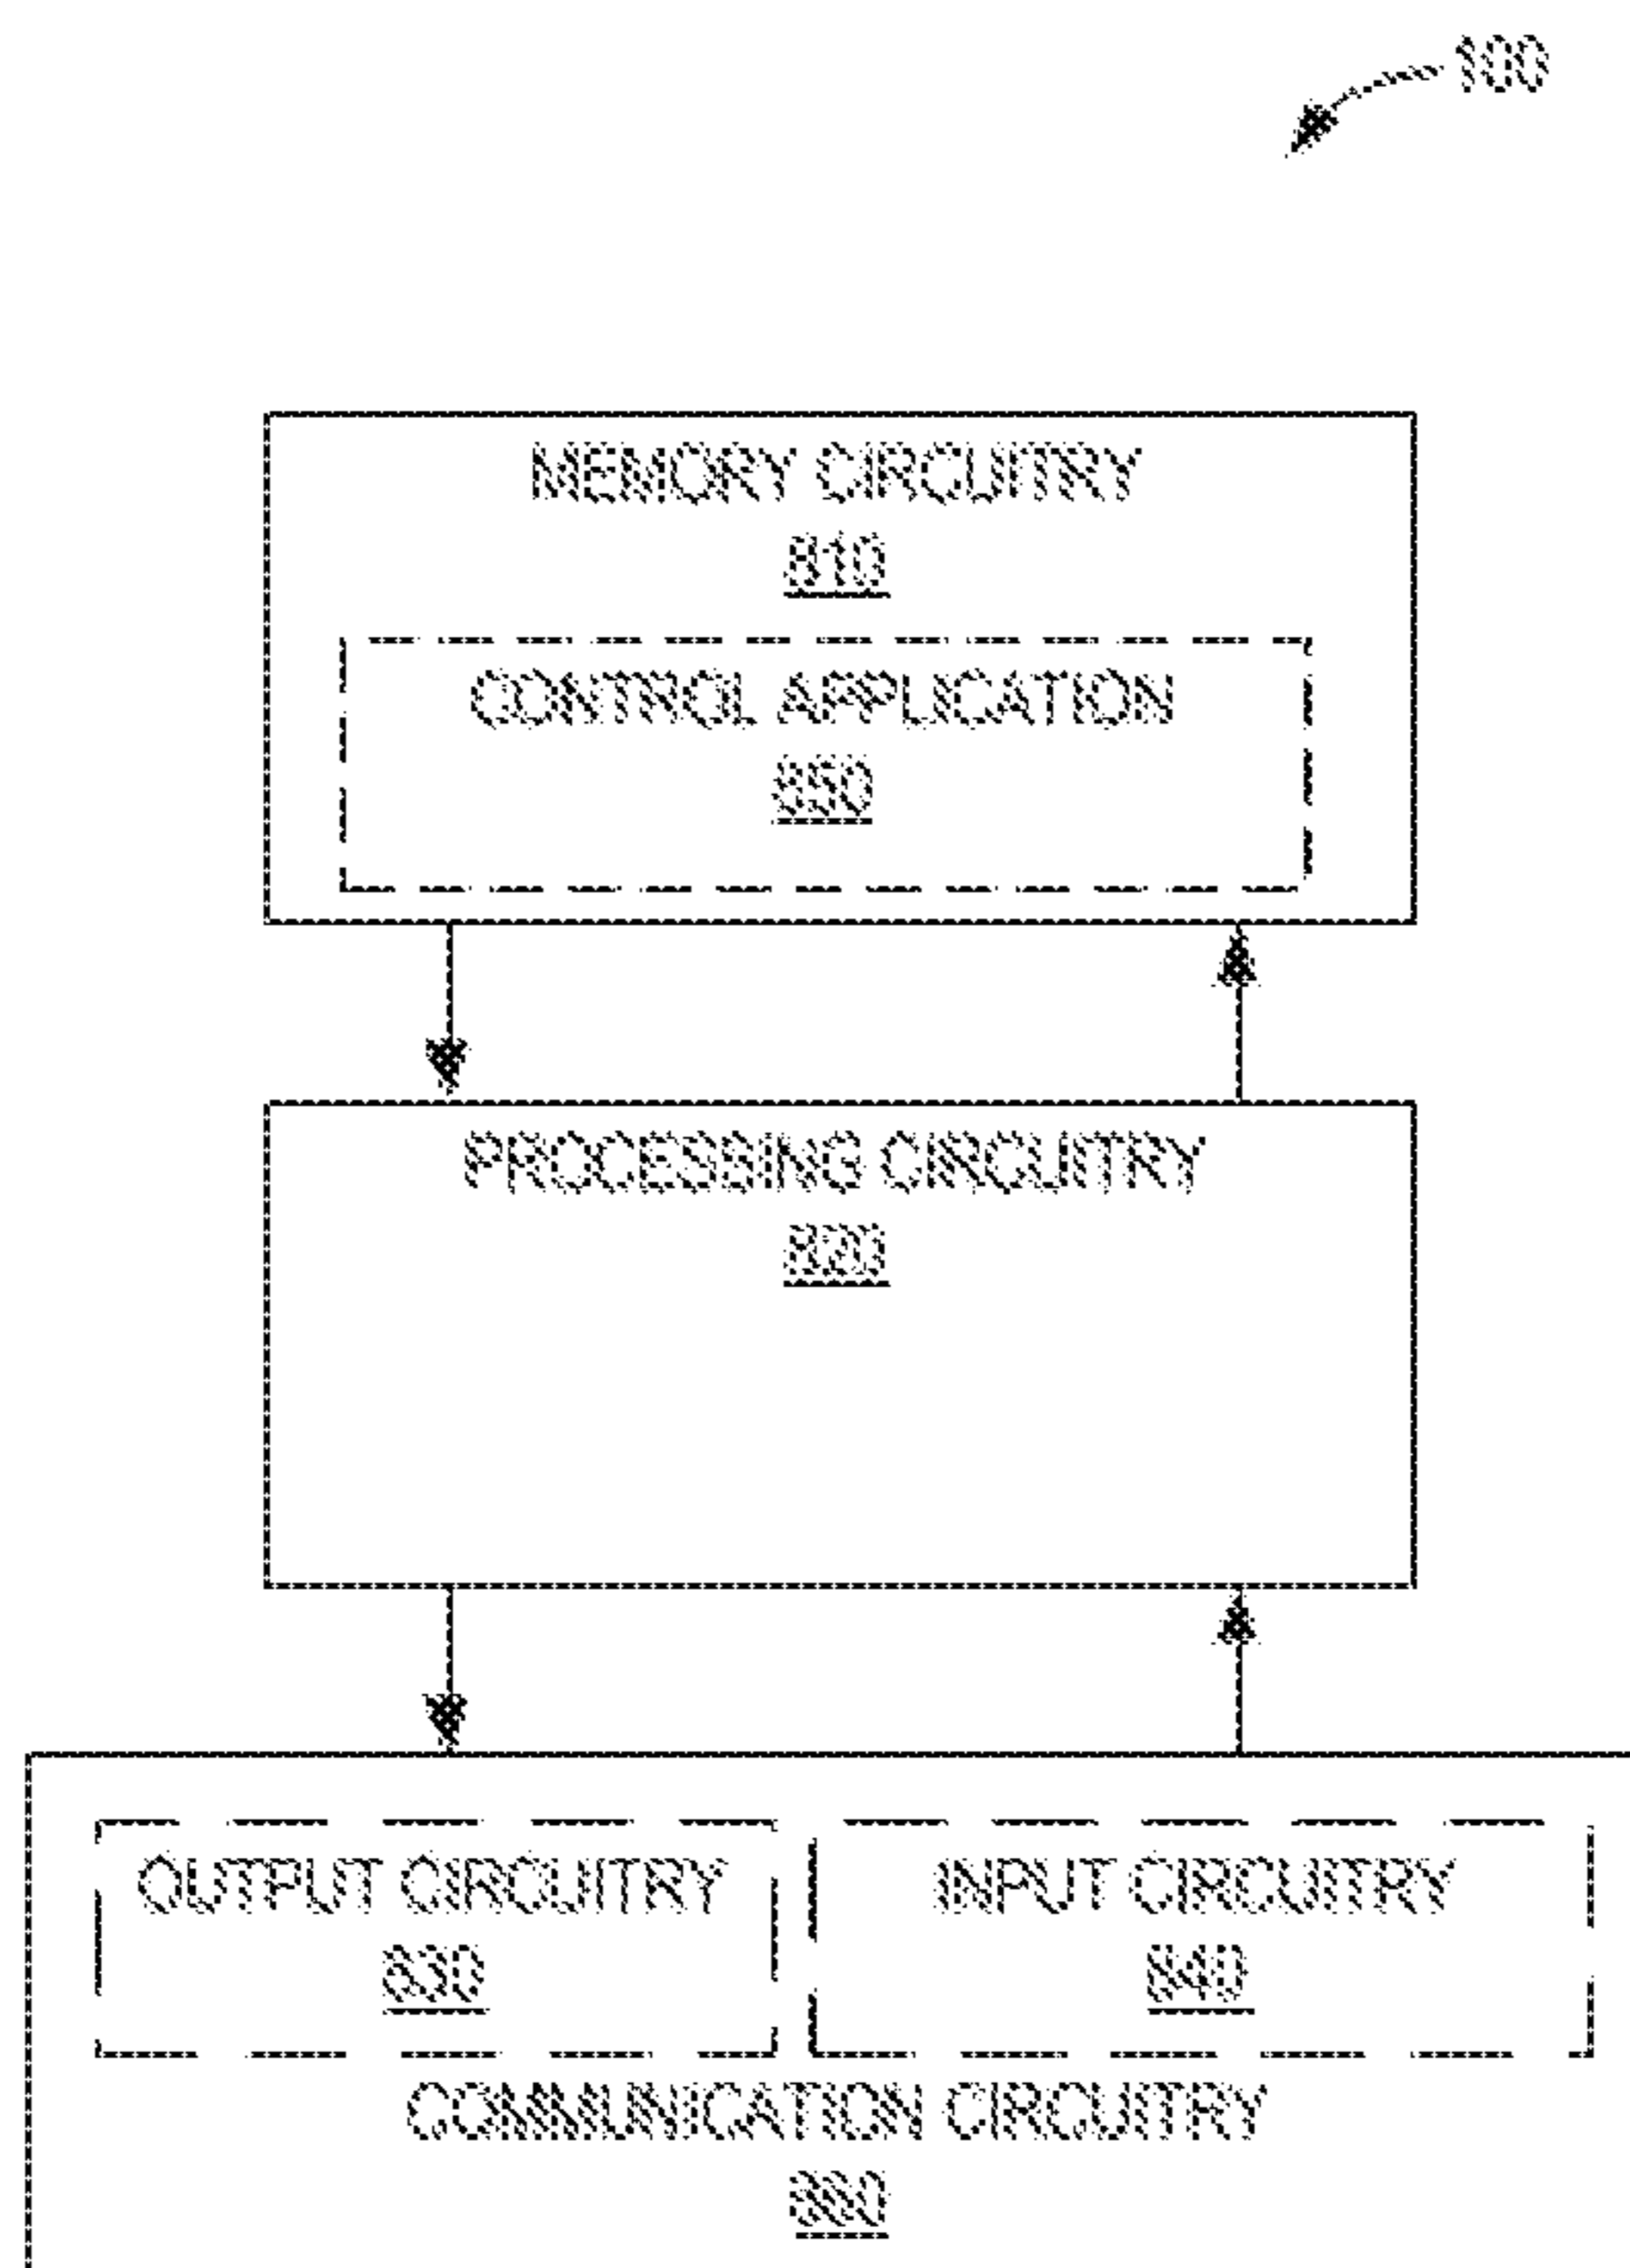 100
MEMORY CIRCUITRY
810
CONTROL APPLICATION
850
PROCESSING CIRCUITRY
820
OUTPUT CIRCUITRY
830
INPUT CIRCUITRY
840
COMMUNICATION CIRCUITRY
860